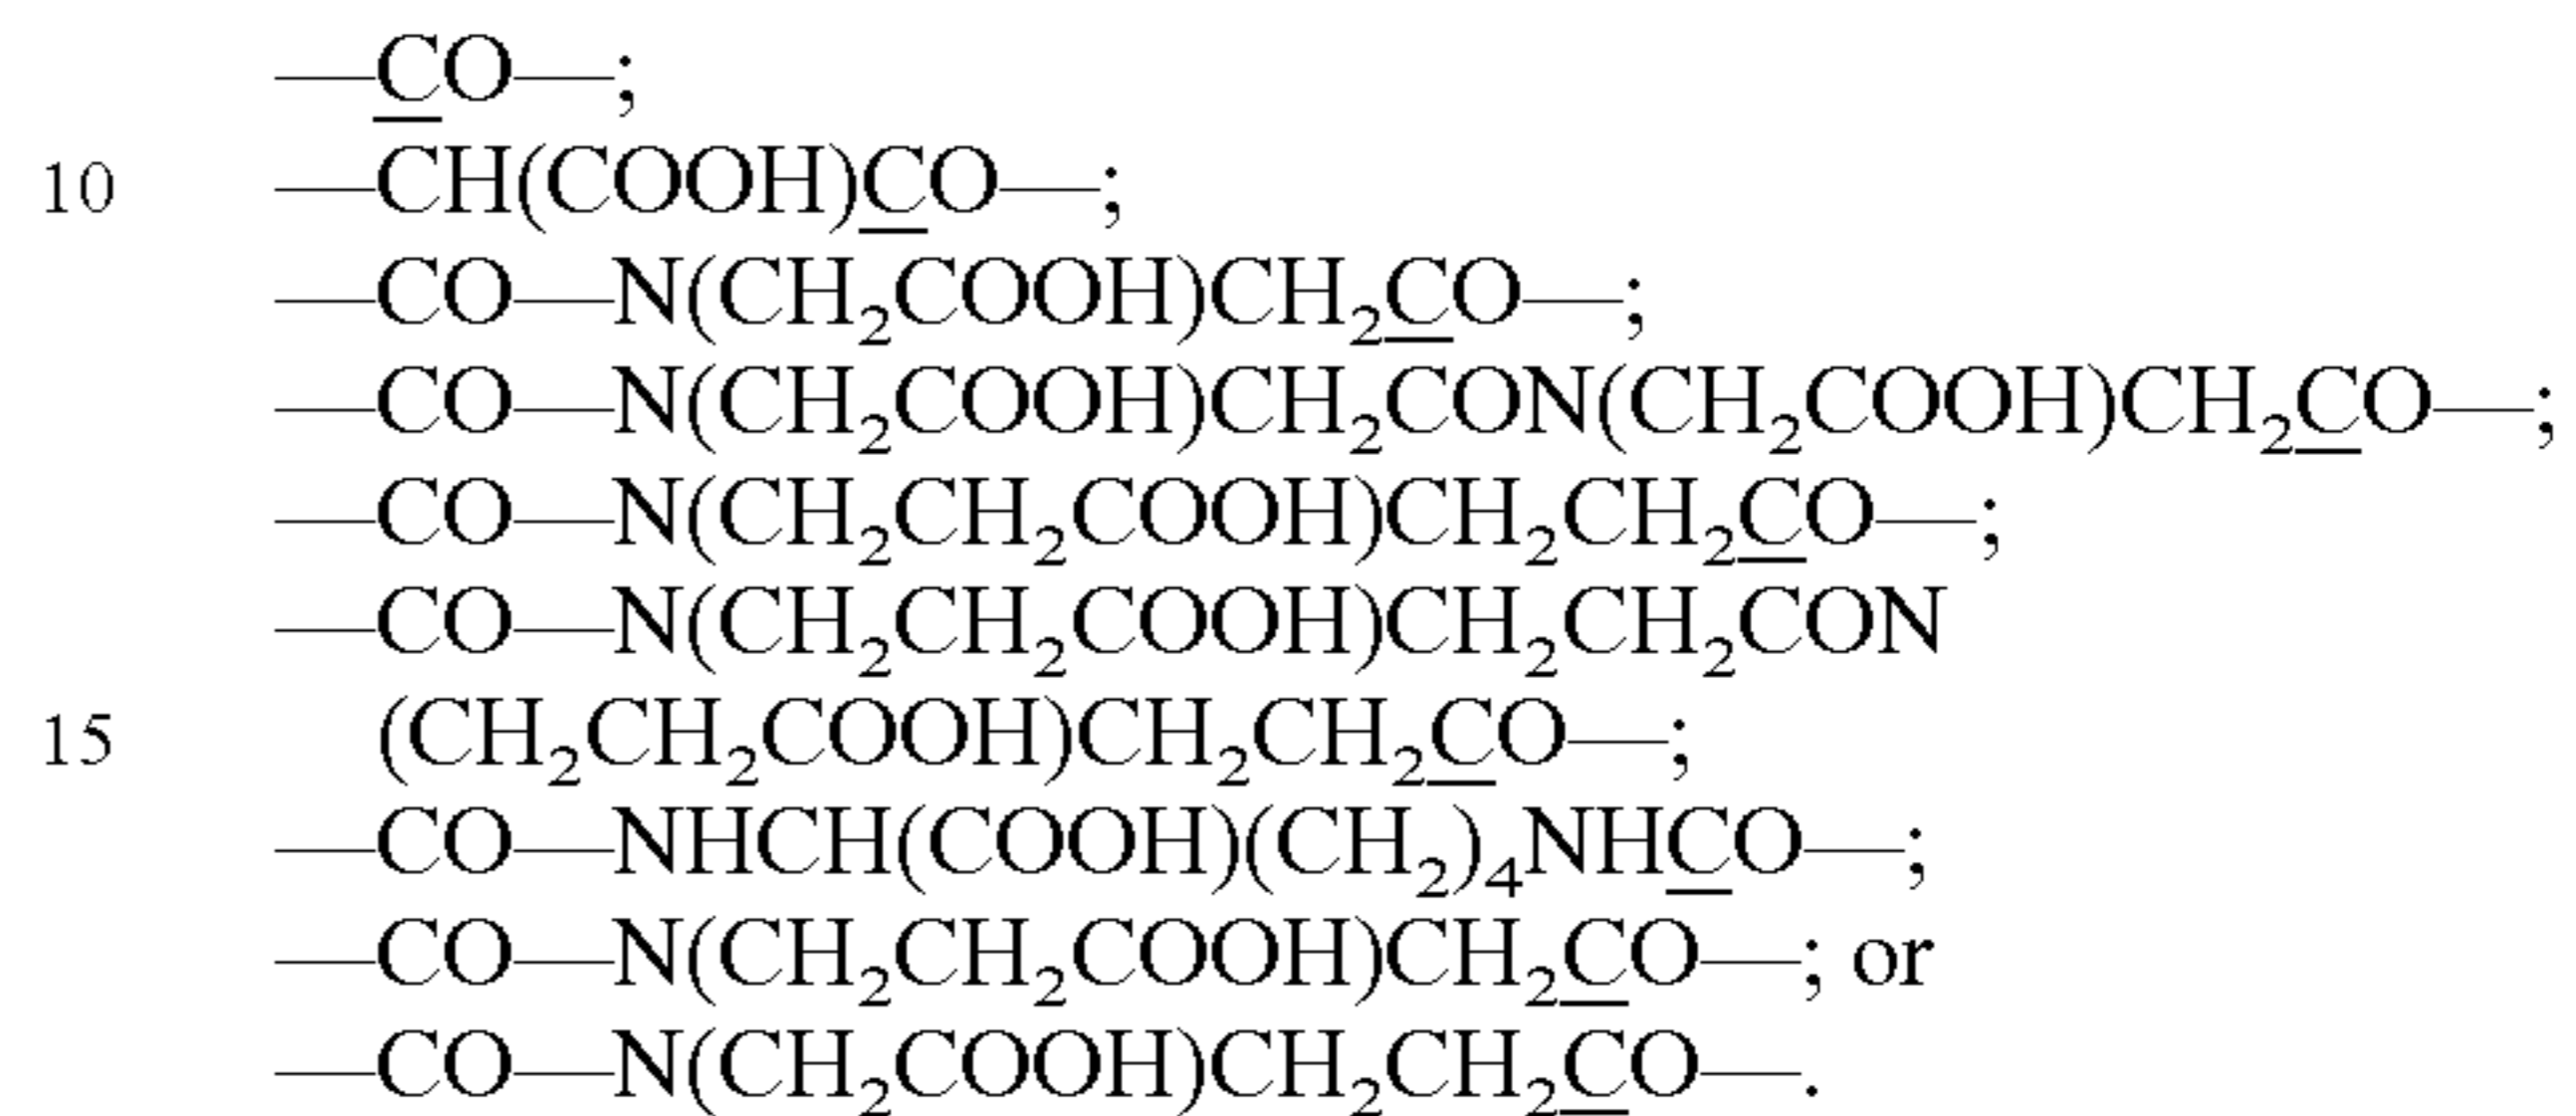 —CO—;
10 —CH(COOH)CO—;
—CO—N(CH₂COOH)CH₂CO—;
—CO—N(CH₂COOH)CH₂CON(CH₂COOH)CH₂CO—;
—CO—N(CH₂CH₂COOH)CH₂CH₂CO—;
—CO—N(CH₂CH₂COOH)CH₂CH₂CON
15 (CH₂CH₂COOH)CH₂CH₂CO—;
—CO—NHCH(COOH)(CH₂)₄NHCO—;
—CO—N(CH₂CH₂COOH)CH₂CO—; or
—CO—N(CH₂COOH)CH₂CH₂CO—.